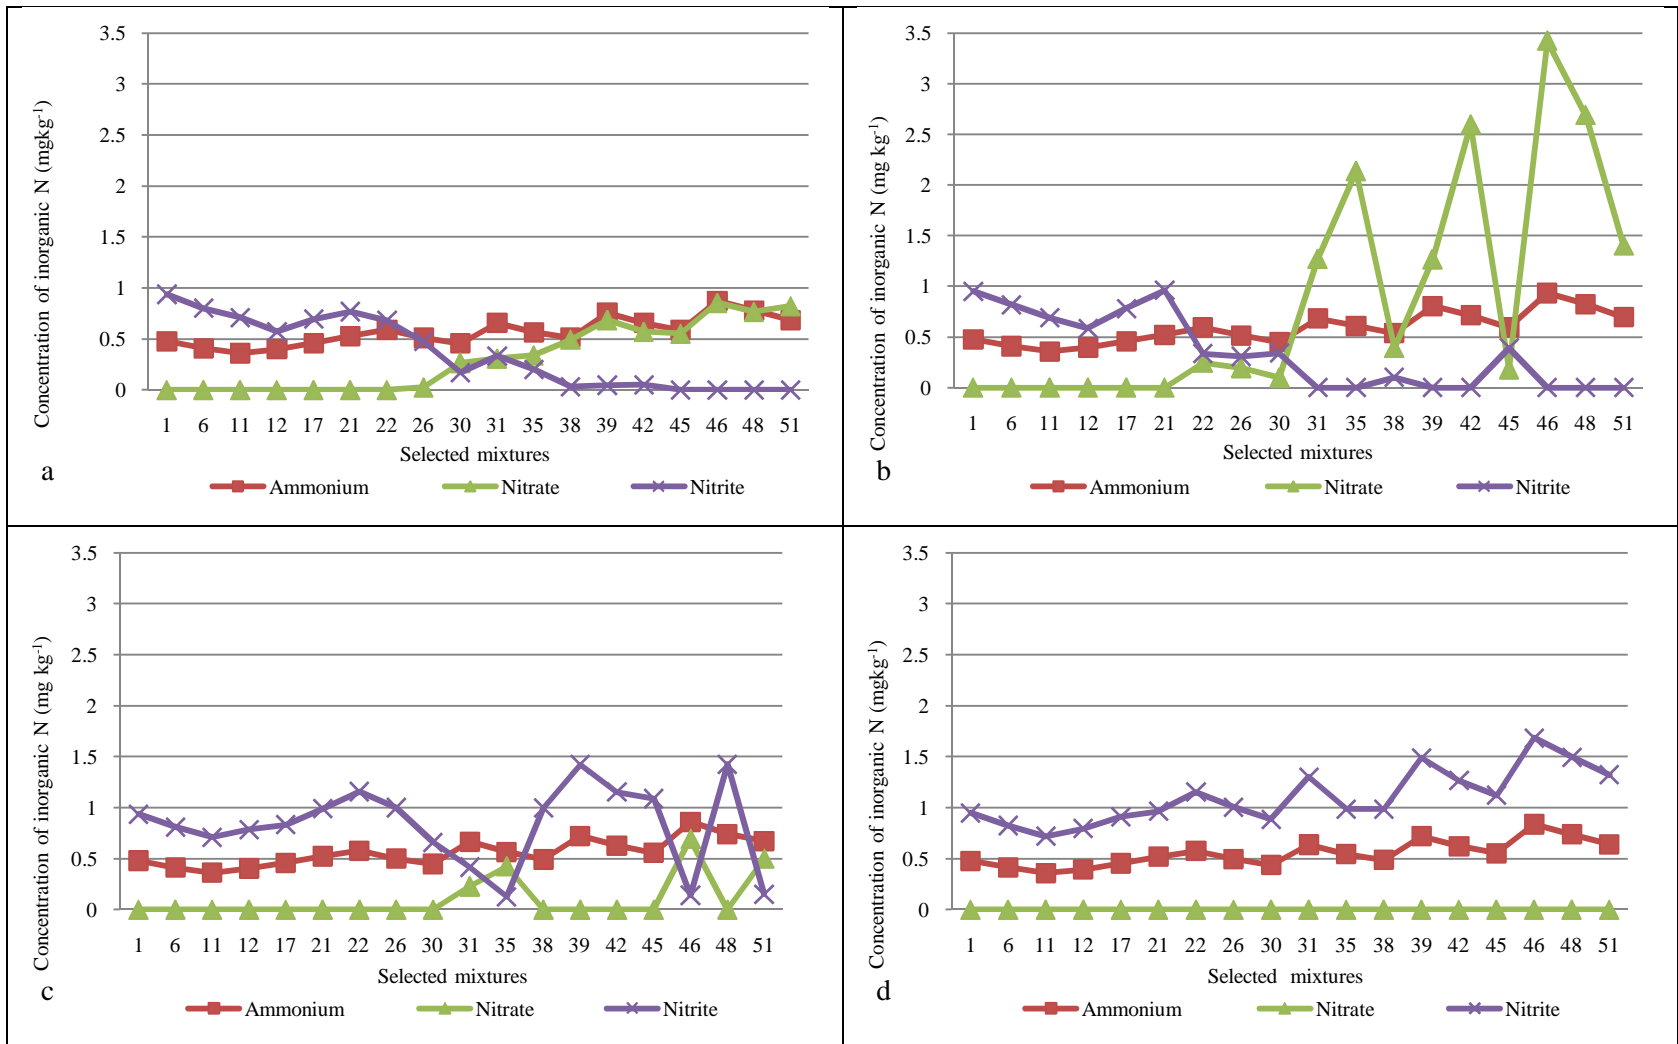 Concentration of inorganic N (mgkg-1)
3.5
3
2.5
2
1.5
1
0.5
0
1 6 11 12 17 21 22 26 30 31 35 38 39 42 45 46 48 51
Selected mixtures
a
Ammonium Nitrate Nitrite
Concentration of inorganic N (mg kg-1)
3.5
3
2.5
2
1.5
1
0.5
0
1 6 11 12 17 21 22 26 30 31 35 38 39 42 45 46 48 51
Selected mixtures
b
Ammonium Nitrate Nitrite
Concentration of inorganic N (mg kg-1)
3.5
3
2.5
2
1.5
1
0.5
0
1 6 11 12 17 21 22 26 30 31 35 38 39 42 45 46 48 51
Selected mixtures
c
Ammonium Nitrate Nitrite
Concentration of inorganic N (mgkg-1)
3.5
3
2.5
2
1.5
1
0.5
0
1 6 11 12 17 21 22 26 30 31 35 38 39 42 45 46 48 51
Selected mixtures
d
Ammonium Nitrate Nitrite